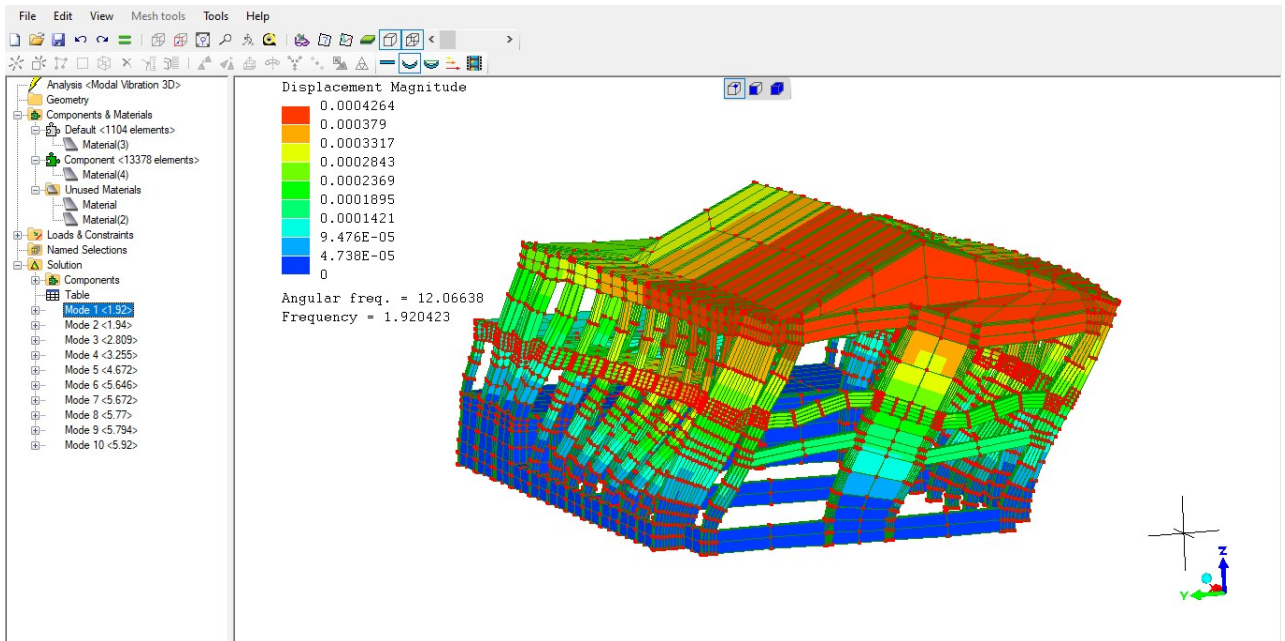 File Edit View Mesh tools Tools Help
Analysis <Modal Vibration 3D>
Geometry
Components & Materials
Default <1104 elements>
Material(3)
Component <13378 elements>
Material(4)
Unused Materials
Material
Material(2)
Loads & Constraints
Named Selections
Solution
Components
Table
Mode 1 <1.92>
Mode 2 <1.94>
Mode 3 <2.809>
Mode 4 <3.255>
Mode 5 <4.672>
Mode 6 <5.646>
Mode 7 <5.672>
Mode 8 <5.77>
Mode 9 <5.794>
Mode 10 <5.92>
Displacement Magnitude
0.0004264
0.000379
0.0003317
0.0002843
0.0002369
0.0001895
0.0001421
9.476E-05
4.738E-05
0
Angular freq. = 12.06638
Frequency = 1.920423
Z
Y